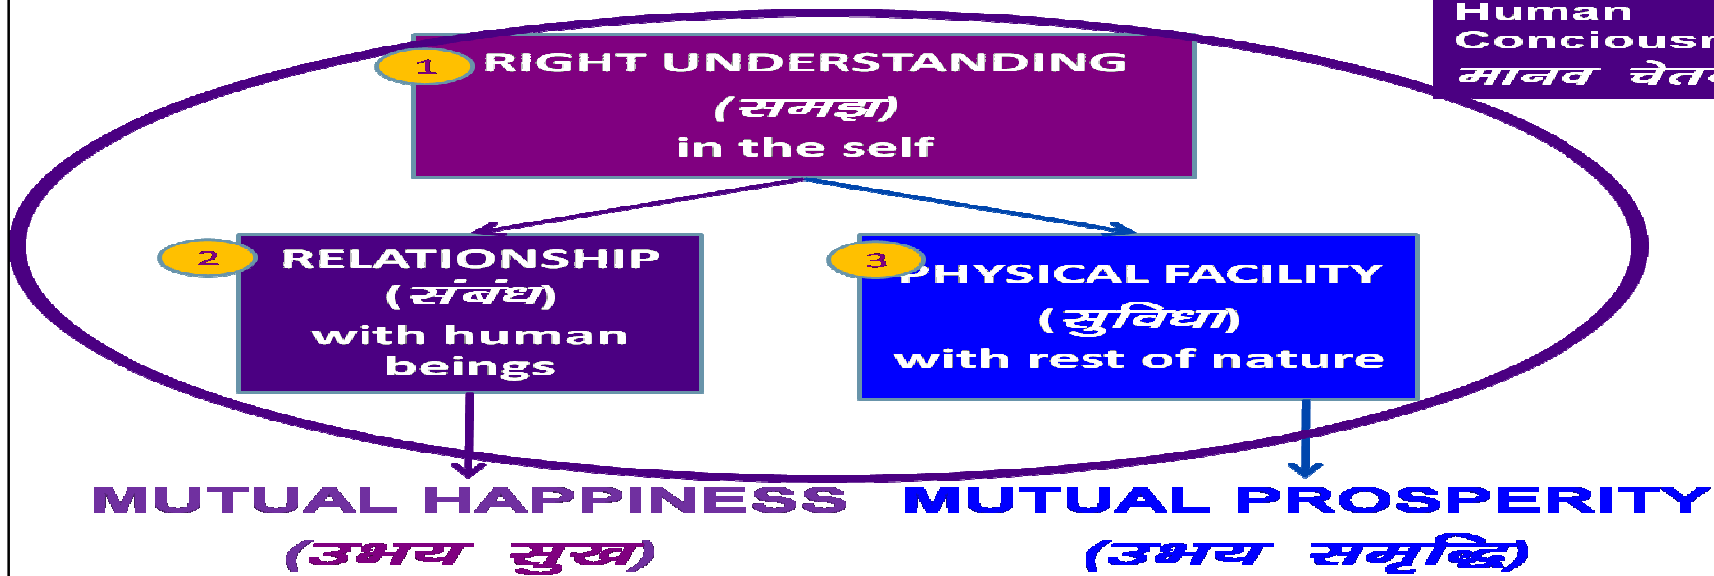 Human
मानव
1
RIGHT UNDERSTANDING
(समझ)
in the self
2
RELATIONSHIP
(संबंध)
with human
beings
3
PHYSICAL FACILITY
(सुविधा)
with rest of nature
MUTUAL HAPPINESS
(उभय सुख)
MUTUAL PROSPERITY
(उभय समृद्धि)